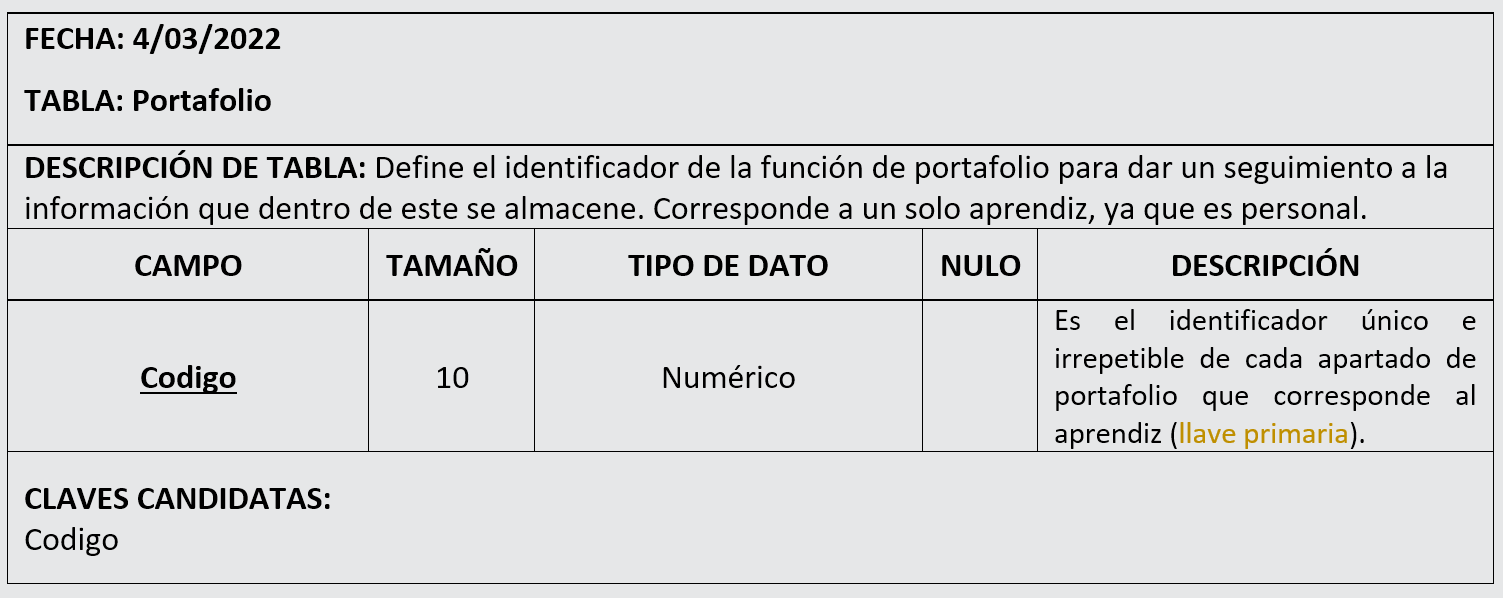 FECHA: 4/03/2022
TABLA: Portafolio
DESCRIPCIÓN DE TABLA: Define el identificador de la función de portafolio para dar un seguimiento a la
información que dentro de este se almacene. Corresponde a un solo aprendiz, ya que es personal.
CAMPO TAMAÑO TIPO DE DATO NULO DESCRIPCIÓN
Codigo 10 Numérico
Es el identificador único e
irrepetible de cada apartado de
portafolio que corresponde al
aprendiz (llave primaria).
CLAVES CANDIDATAS:
Codigo